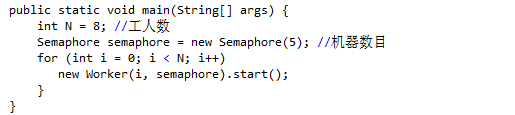 public static void main(String[] args) {
    int N = 8; //工人数
    Semaphore semaphore = new Semaphore(5); //机器数目
    for (int i = 0; i < N; i++)
       new Worker(i, semaphore).start();
    }
}